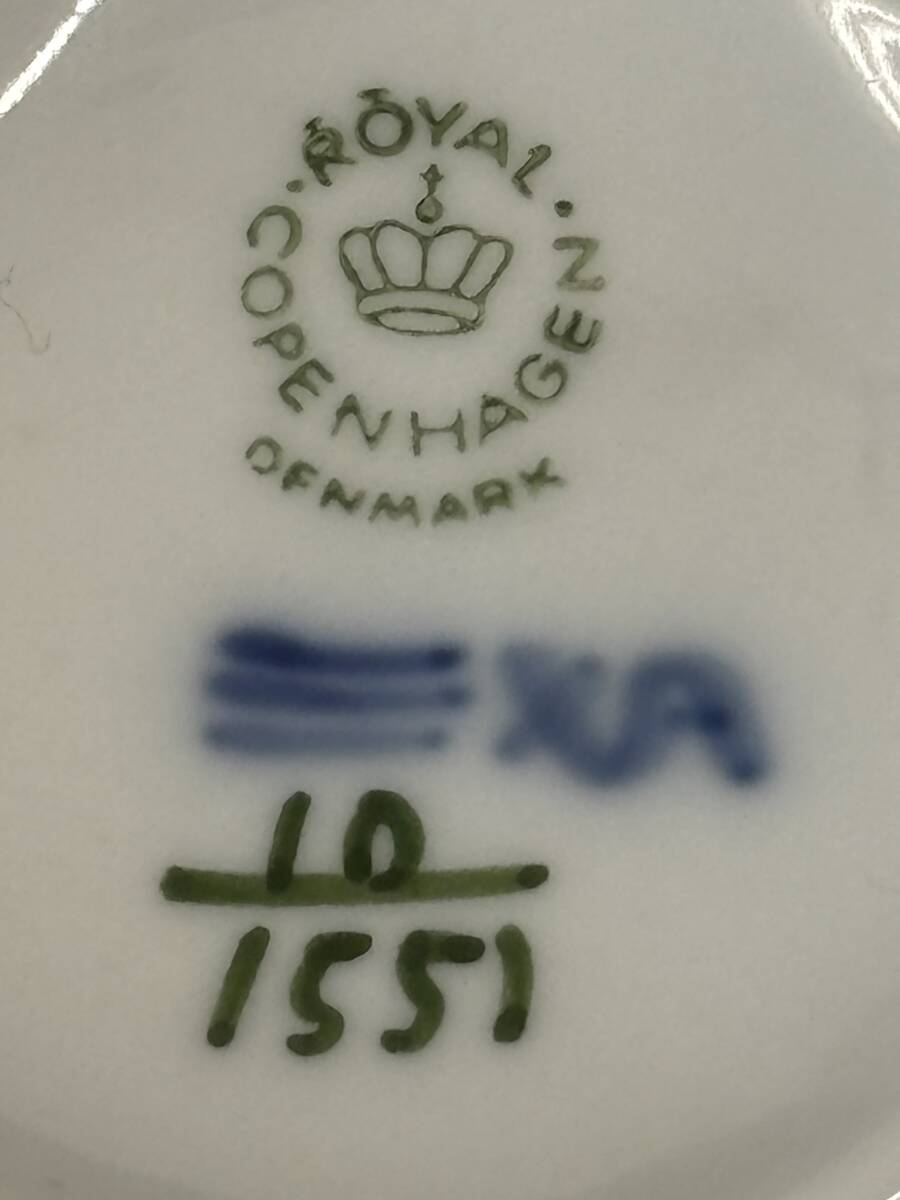 ·ROYAL·
COPENHAGEN
DENMARK
10
1551